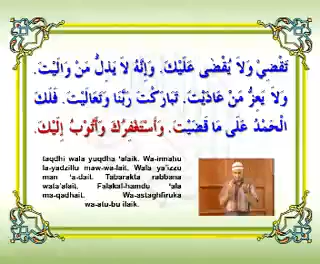 تَقْضِيْ وَلاَ يُقْضَى عَلَيْكَ. وَإِنَّهُ لاَ يَذِلُّ مَنْ وَالَيْتَ.
وَلاَ يَعِزُّ مَنْ عَادَيْتَ. تَبَارَكْتَ رَبَّنَا وَتَعَالَيْتَ. فَلَكَ
الْحَمْدُ عَلَى مَا قَضَيْتَ. وَأَسْتَغْفِرُكَ وَأَتُوْبُ إِلَيْكَ.
taqdhi wala yuqdha 'alaik. Wa-innahu
la-yadzillu maw-wa-lait. Wala ya'izzu
man 'a-dait. Tabarakta rabbana
wata'alait. Falakal-hamdu 'ala
ma-qadhait. Wa-astaghfiruka
wa-atu-bu ilaik.